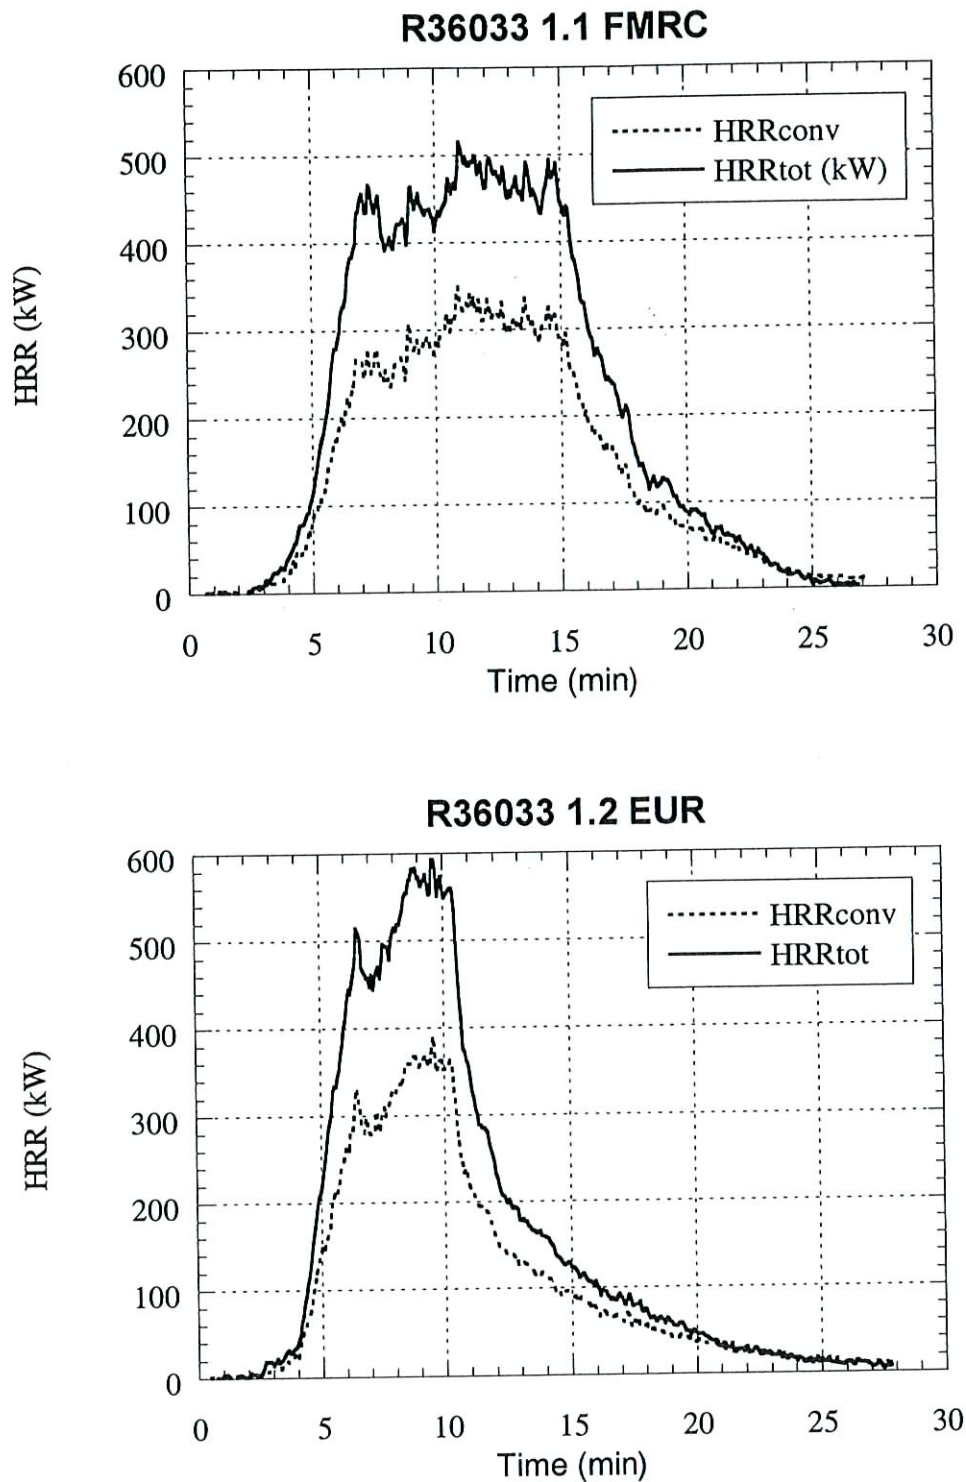 R36033 1.1 FMRC
600
500
400
300
200
100
0
HRR (kW)
HRRconv
HRRtot (kW)
0 5 10 15 20 25 30
Time (min)
R36033 1.2 EUR
600
500
400
300
200
100
0
HRR (kW)
HRRconv
HRRtot
0 5 10 15 20 25 30
Time (min)